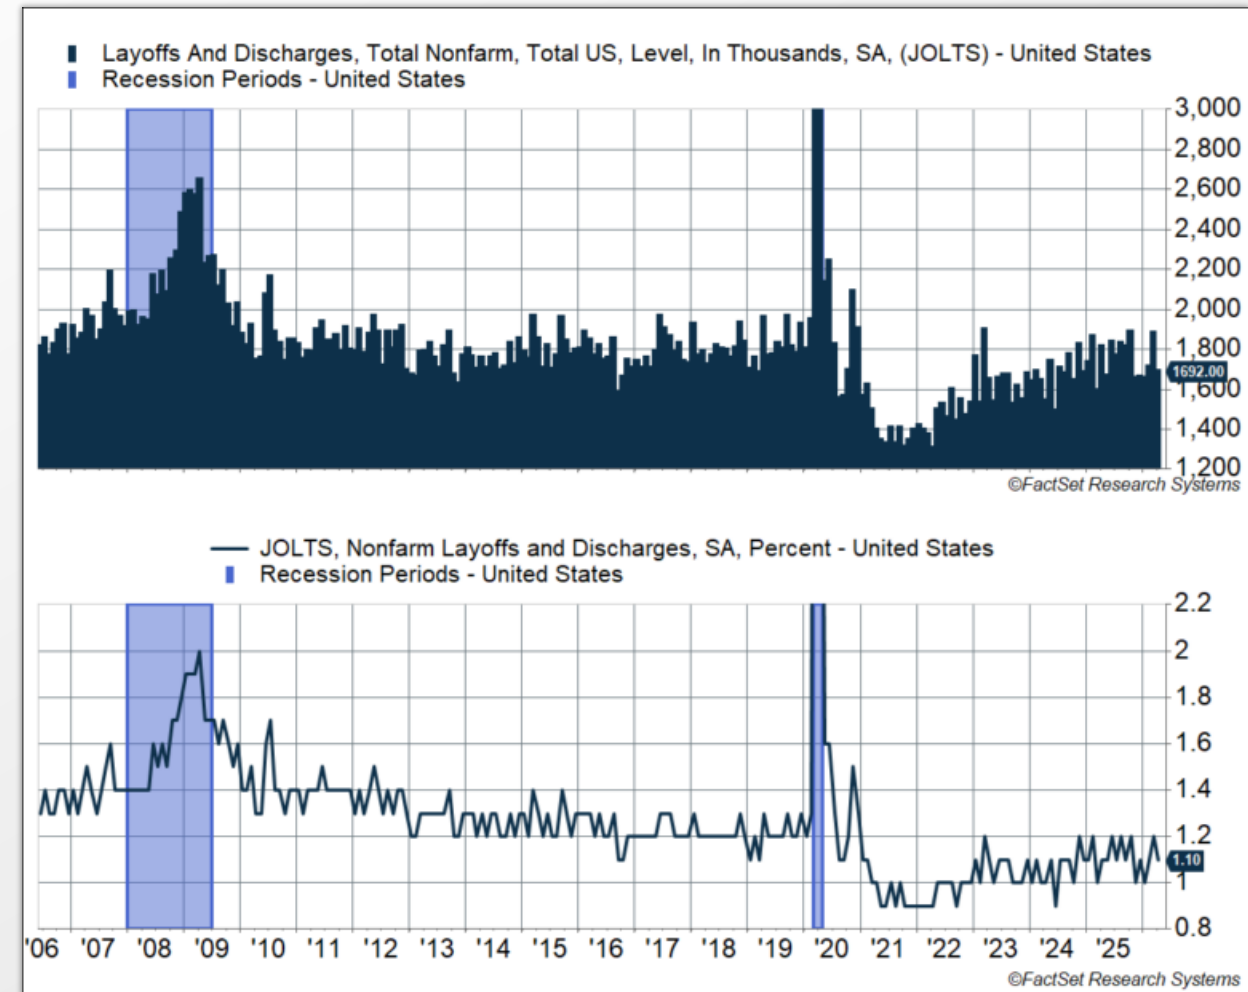 Layoffs And Discharges, Total Nonfarm, Total US, Level, In Thousands, SA, (JOLTS) - United States
Recession Periods - United States
3,000
2,800
2,600
2,400
2,200
2,000
1,800
1692.00
1,600
1,400
1,200
©FactSet Research Systems
JOLTS, Nonfarm Layoffs and Discharges, SA, Percent - United States
Recession Periods - United States
2.2
2
1.8
1.6
1.4
1.2
1.10
1
0.8
'06 '07 '08 '09 '10 '11 '12 '13 '14 '15 '16 '17 '18 '19 '20 '21 '22 '23 '24 '25
©FactSet Research Systems